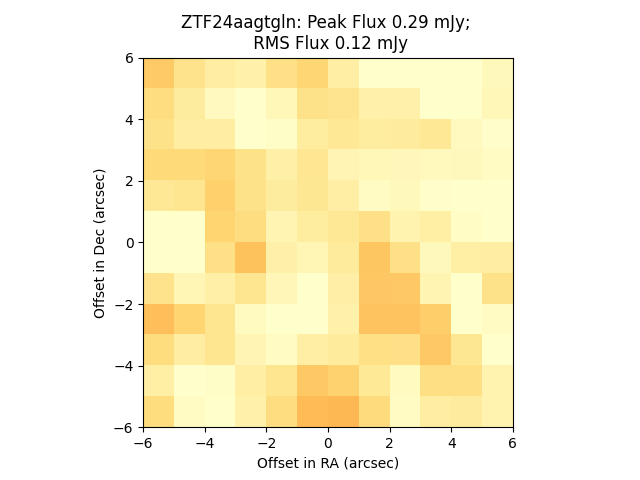 ZTF24aagtgln: Peak Flux 0.29 mJy;
RMS Flux 0.12 mJy
6
4
2
0
−2
−4
−6
Offset in Dec (arcsec)
−6 −4 −2 0 2 4 6
Offset in RA (arcsec)